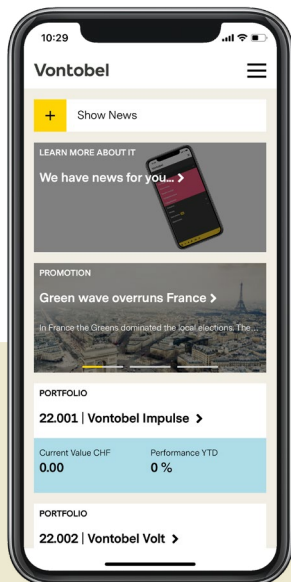 10:29
Vontobel
+ Show News
LEARN MORE ABOUT IT
We have news for you... >
PROMOTION
Green wave overruns France >
In France the Greens dominated the local elections. The...
PORTFOLIO
22.001 | Vontobel Impulse >
Current Value CHF Performance YTD
0.00 0 %
PORTFOLIO
22.002 | Vontobel Volt >